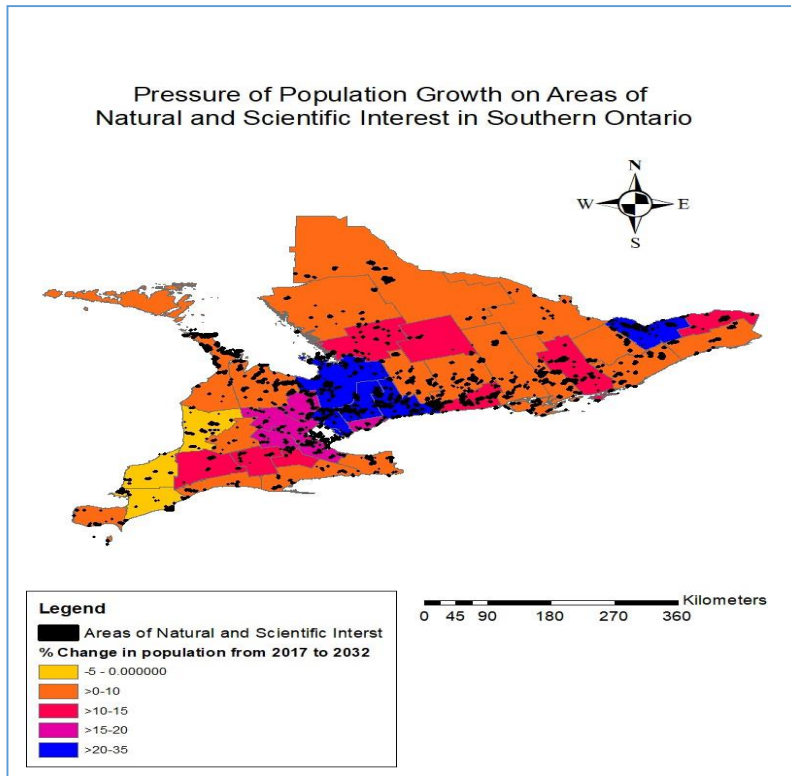 Pressure of Population Growth on Areas of
Natural and Scientific Interest in Southern Ontario
N
W E
S
Kilometers
0 45 90 180 270 360
Legend
Areas of Natural and Scientific Interst
% Change in population from 2017 to 2032
-5 - 0.000000
>0-10
>10-15
>15-20
>20-35